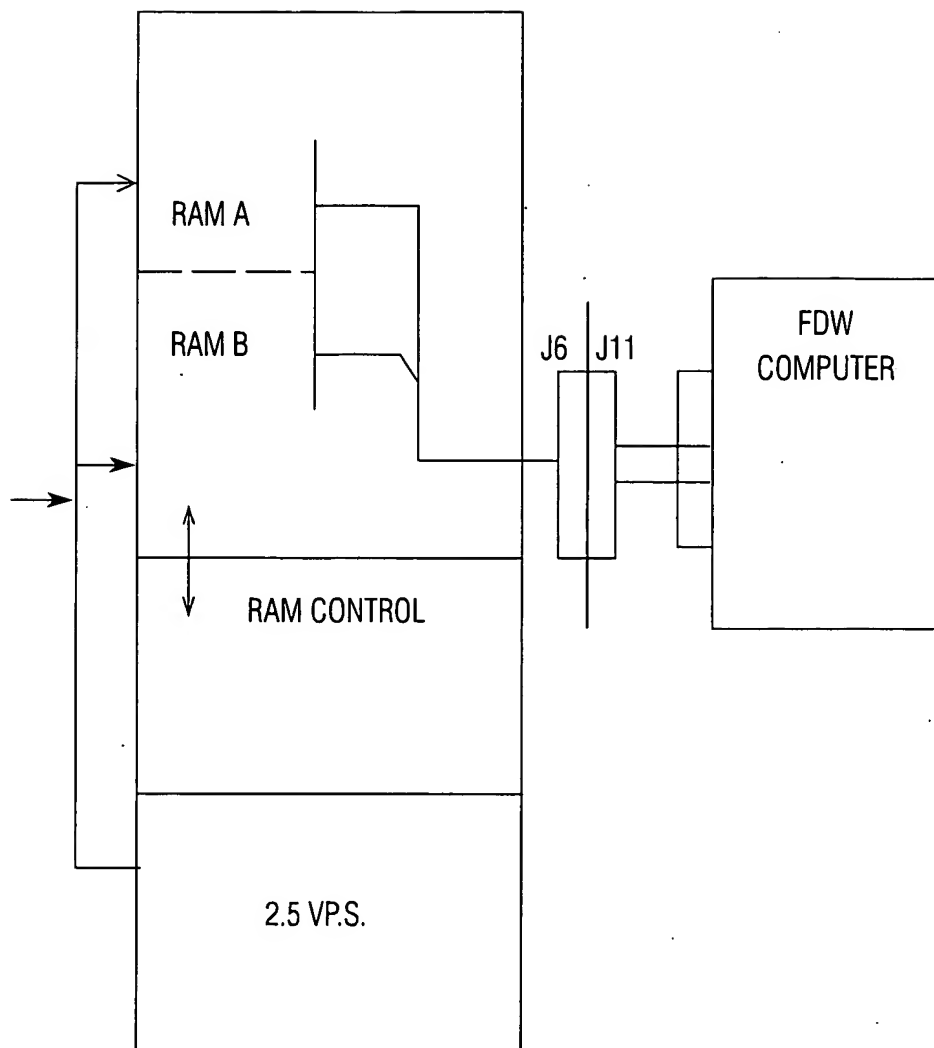 RAM A
RAM B
J6 J11
FDW
COMPUTER
RAM CONTROL
2.5 VP.S.